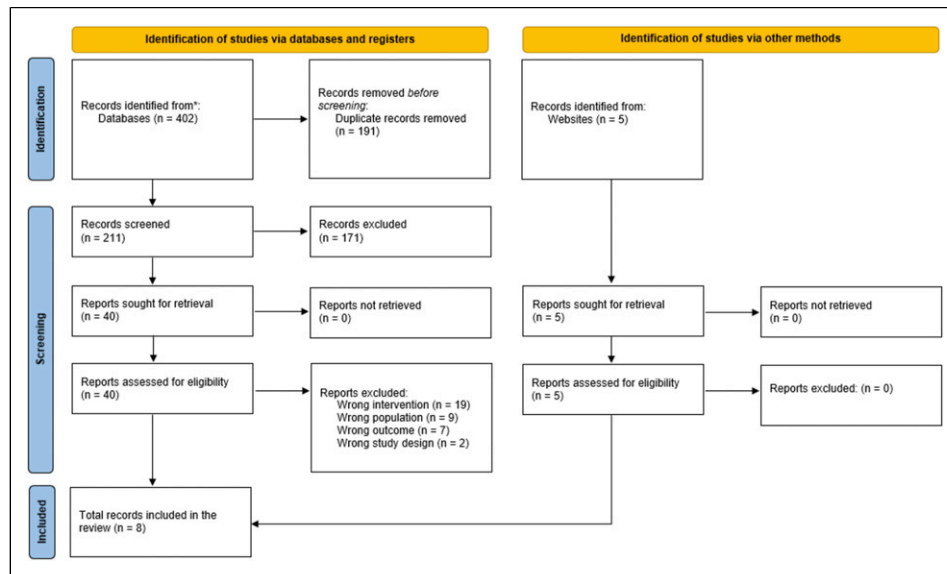 Identification of studies via databases and registers
Identification of studies via other methods
Identification
Records identified from*:
Databases (n = 402)
Records removed before
screening:
Duplicate records removed
(n = 191)
Records identified from:
Websites (n = 5)
Screening
Records screened
(n = 211)
Records excluded
(n = 171)
Reports sought for retrieval
(n = 40)
Reports not retrieved
(n = 0)
Reports sought for retrieval
(n = 5)
Reports not retrieved
(n = 0)
Reports assessed for eligibility
(n = 40)
Reports excluded:
Wrong intervention (n = 19)
Wrong population (n = 9)
Wrong outcome (n = 7)
Wrong study design (n = 2)
Reports assessed for eligibility
(n = 5)
Reports excluded: (n = 0)
Included
Total records included in the
review (n = 8)